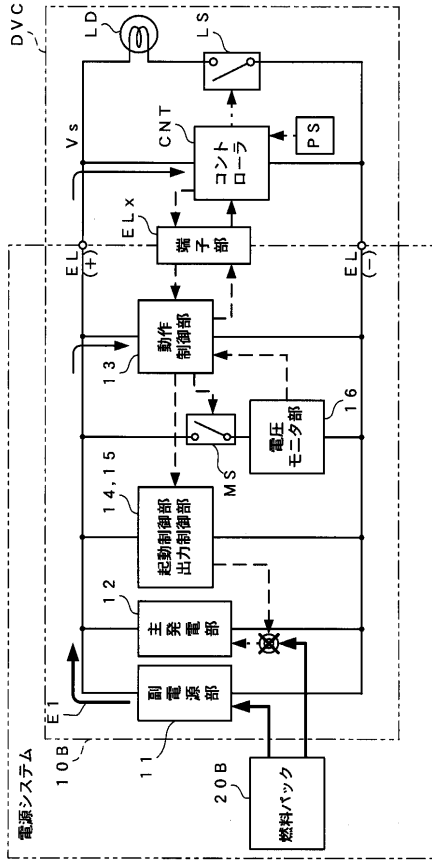 DVC
LD
LS
Vs
CNT
コント
ローラ
PS
ELx
端子部
EL
(+)
EL
(-)
13
動作
制御部
MS
電圧
モニタ部
16
14,15
起動制御部
出力制御部
12
主発電部
E1
副電源部
11
10B
電源システム
20B
燃料パック